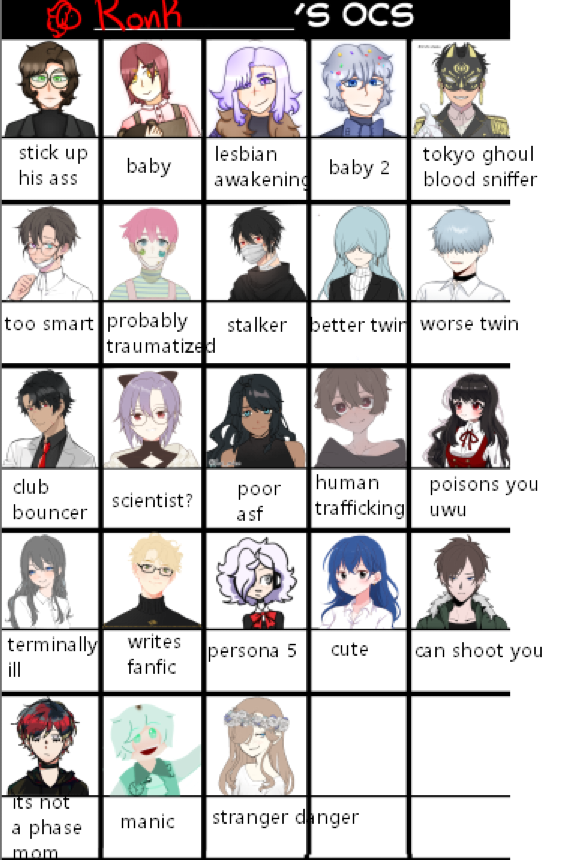 Ronk 's OCS
stick up
his ass
baby
lesbian
awakening
baby 2
tokyo ghoul
blood sniffer
too smart
probably
traumatized
stalker
better twin
worse twin
club
bouncer
scientist?
poor
asf
human
trafficking
poisons you
uwu
terminally
ill
writes
fanfic
persona 5
cute
can shoot you
its not
a phase
mom
manic
stranger danger